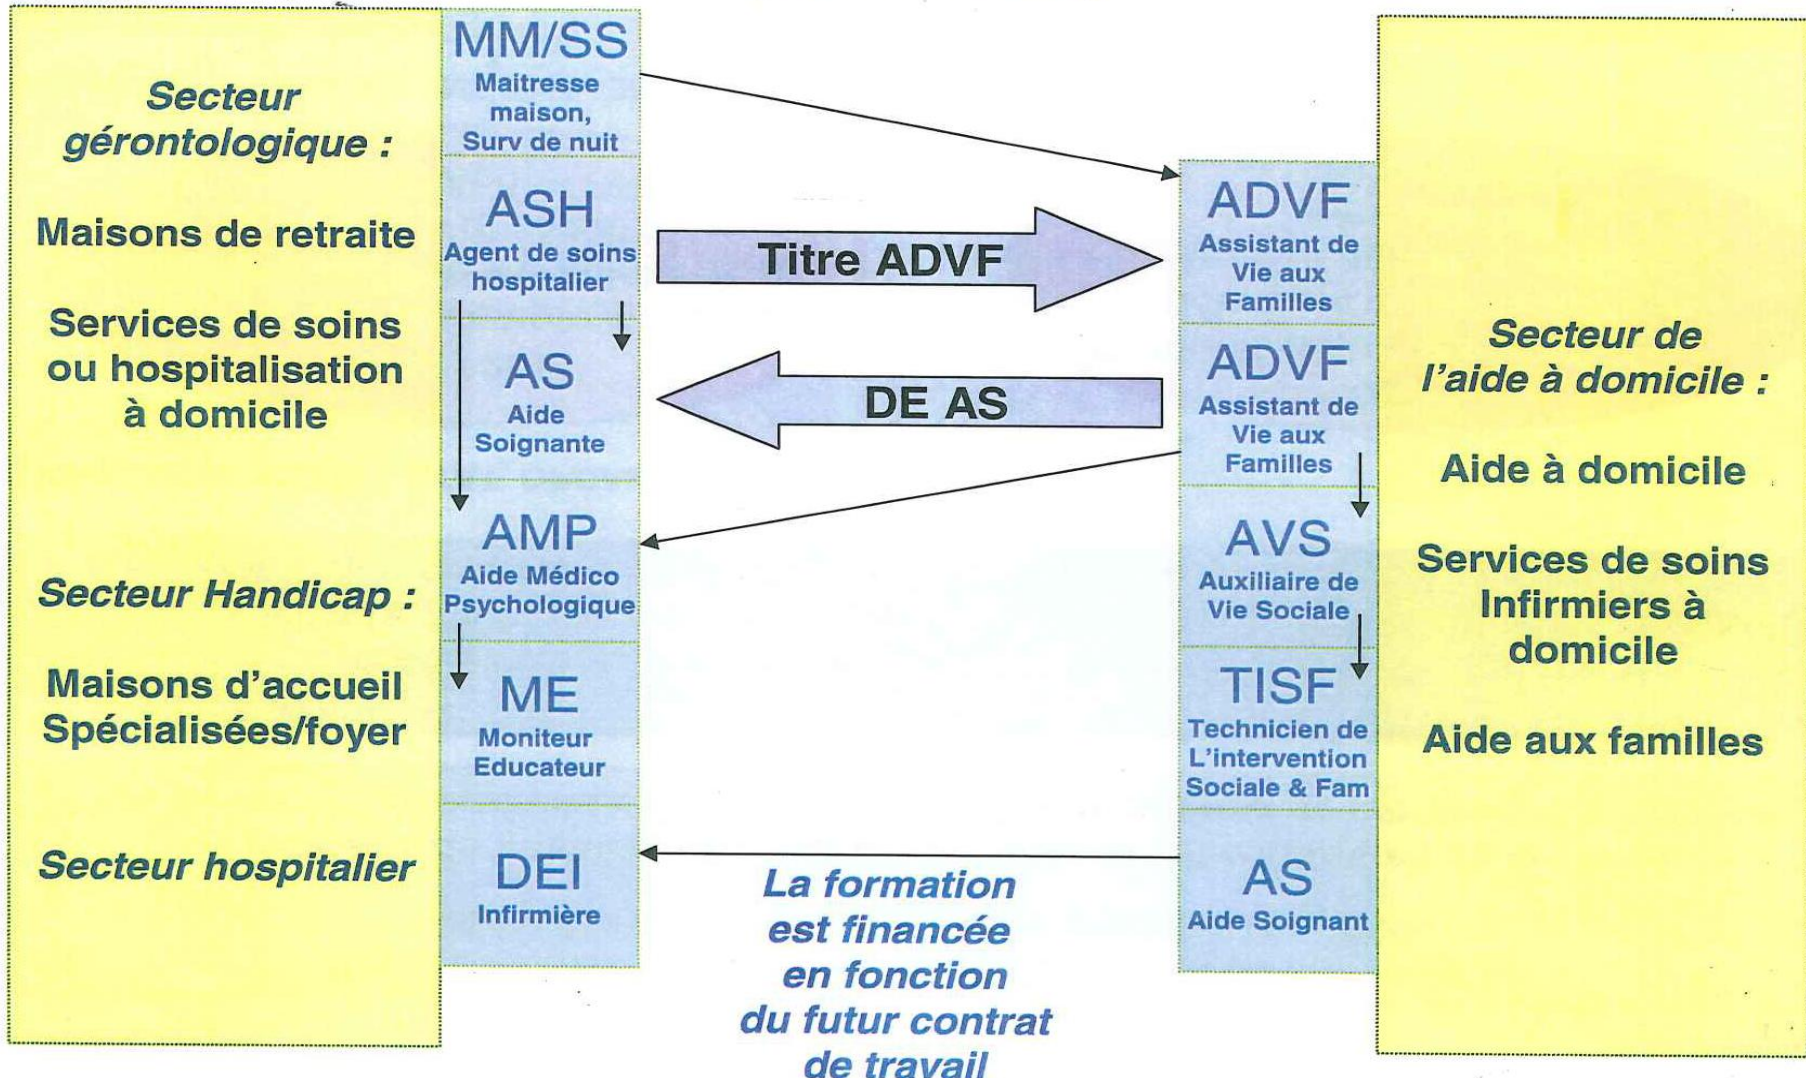 Secteur
gérontologique :
Maisons de retraite
Services de soins
ou hospitalisation
à domicile
Secteur Handicap :
Maisons d'accueil
Spécialisées/foyer
Secteur hospitalier
MM/SS
Maitresse
maison,
Surv de nuit
ASH
Agent de soins
hospitalier
AS
Aide
Soignante
AMP
Aide Médico
Psychologique
ME
Moniteur
Educateur
DEI
Infirmière
Titre ADVF
DE AS
La formation
est financée
en fonction
du futur contrat
de travail
ADVF
Assistant de
Vie aux
Familles
ADVF
Assistant de
Vie aux
Familles
AVS
Auxiliaire de
Vie Sociale
TISF
Technicien de
L'intervention
Sociale & Fam
AS
Aide Soignant
Secteur de
l'aide à domicile :
Aide à domicile
Services de soins
Infirmiers à
domicile
Aide aux familles